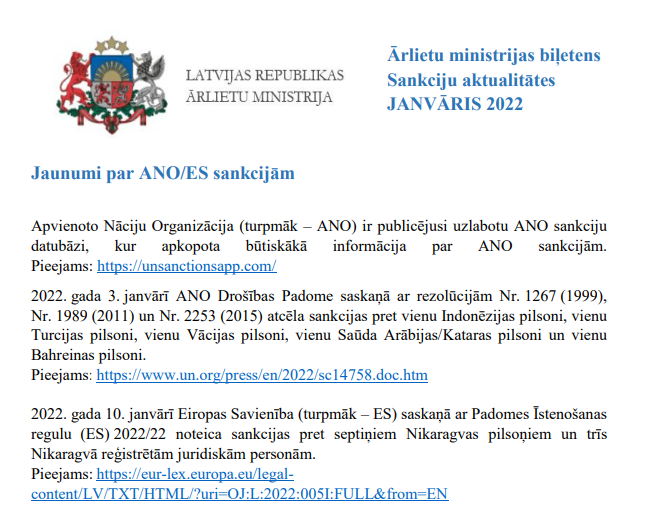 LATVIJAS REPUBLIKAS
ĀRLIETU MINISTRIJA
Ārlietu ministrijas biļetens
Sankciju aktualitātes
JANVĀRIS 2022
Jaunumi par ANO/ES sankcijām
Apvienoto Nāciju Organizācija (turpmāk – ANO) ir publicējusi uzlabotu ANO sankciju
datubāzi, kur apkopota būtiskākā informācija par ANO sankcijām.
Pieejams: https://unsanctionsapp.com/
2022. gada 3. janvārī ANO Drošības Padome saskaņā ar rezolūcijām Nr. 1267 (1999),
Nr. 1989 (2011) un Nr. 2253 (2015) atcēla sankcijas pret vienu Indonēzijas pilsoni, vienu
Turcijas pilsoni, vienu Vācijas pilsoni, vienu Saūda Arābijas/Kataras pilsoni un vienu
Bahreinas pilsoni.
Pieejams: https://www.un.org/press/en/2022/sc14758.doc.htm
2022. gada 10. janvārī Eiropas Savienība (turpmāk – ES) saskaņā ar Padomes Īstenošanas
regulu (ES) 2022/22 noteica sankcijas pret septiņiem Nikaragvas pilsoņiem un trīs
Nikaragvā reģistrētām juridiskām personām.
Pieejams: https://eur-lex.europa.eu/legal-
content/LV/TXT/HTML/?uri=OJ:L:2022:005I:FULL&from=EN